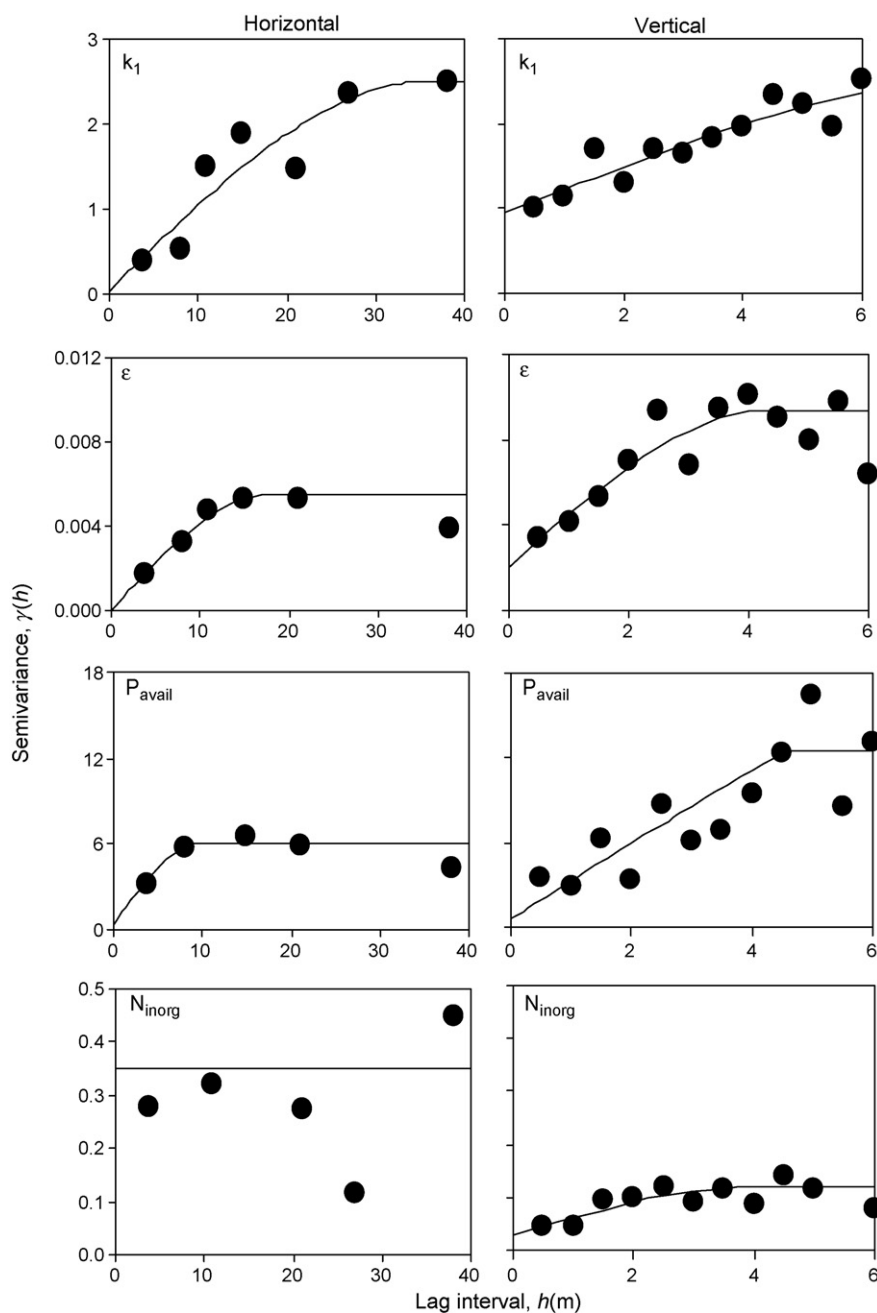 Horizontal
Vertical
3
2
1
0
k1
0 10 20 30 40
k1
0 2 4 6
0.012
0.008
0.004
0.000
ε
0 10 20 30 40
ε
0 2 4 6
Semivariance, γ(h)
18
12
6
0
Pavail
0 10 20 30 40
Pavail
0 2 4 6
0.5
0.4
0.3
0.2
0.1
0.0
Ninorg
0 10 20 30 40
Ninorg
0 2 4 6
Lag interval, h(m)